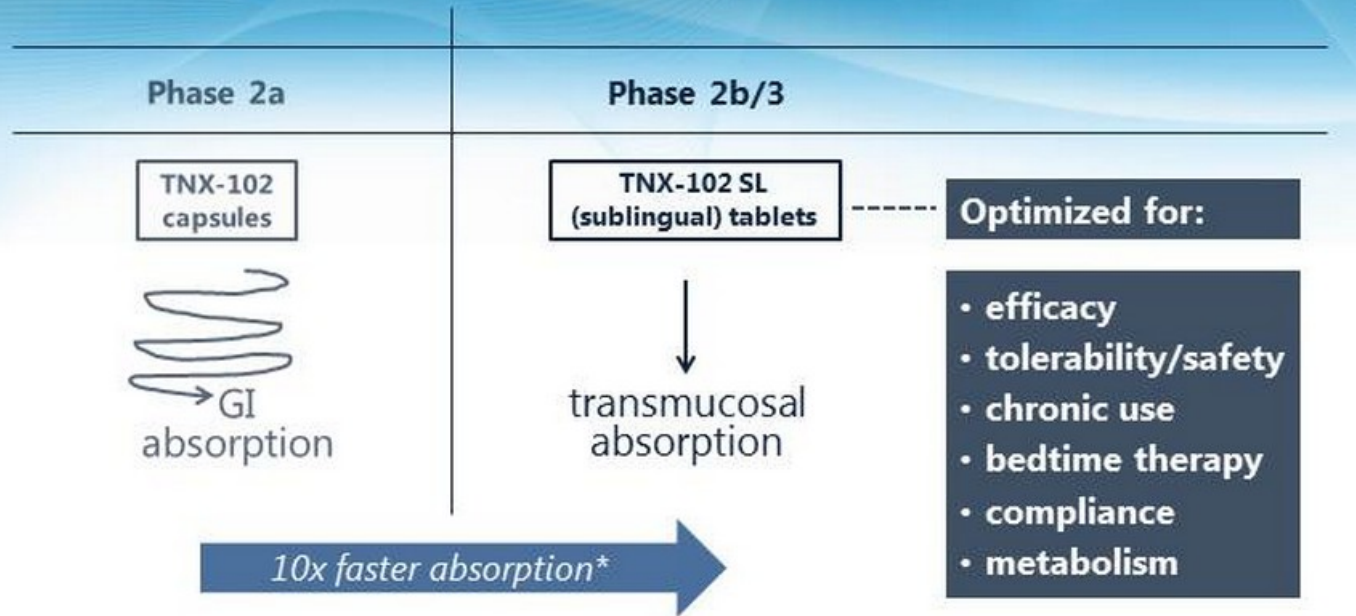 Phase 2a
Phase 2b/3
TNX-102
capsules
TNX-102 SL
(sublingual) tablets
Optimized for:
GI
absorption
transmucosal
absorption
• efficacy
• tolerability/safety
• chronic use
• bedtime therapy
• compliance
• metabolism
10x faster absorption*